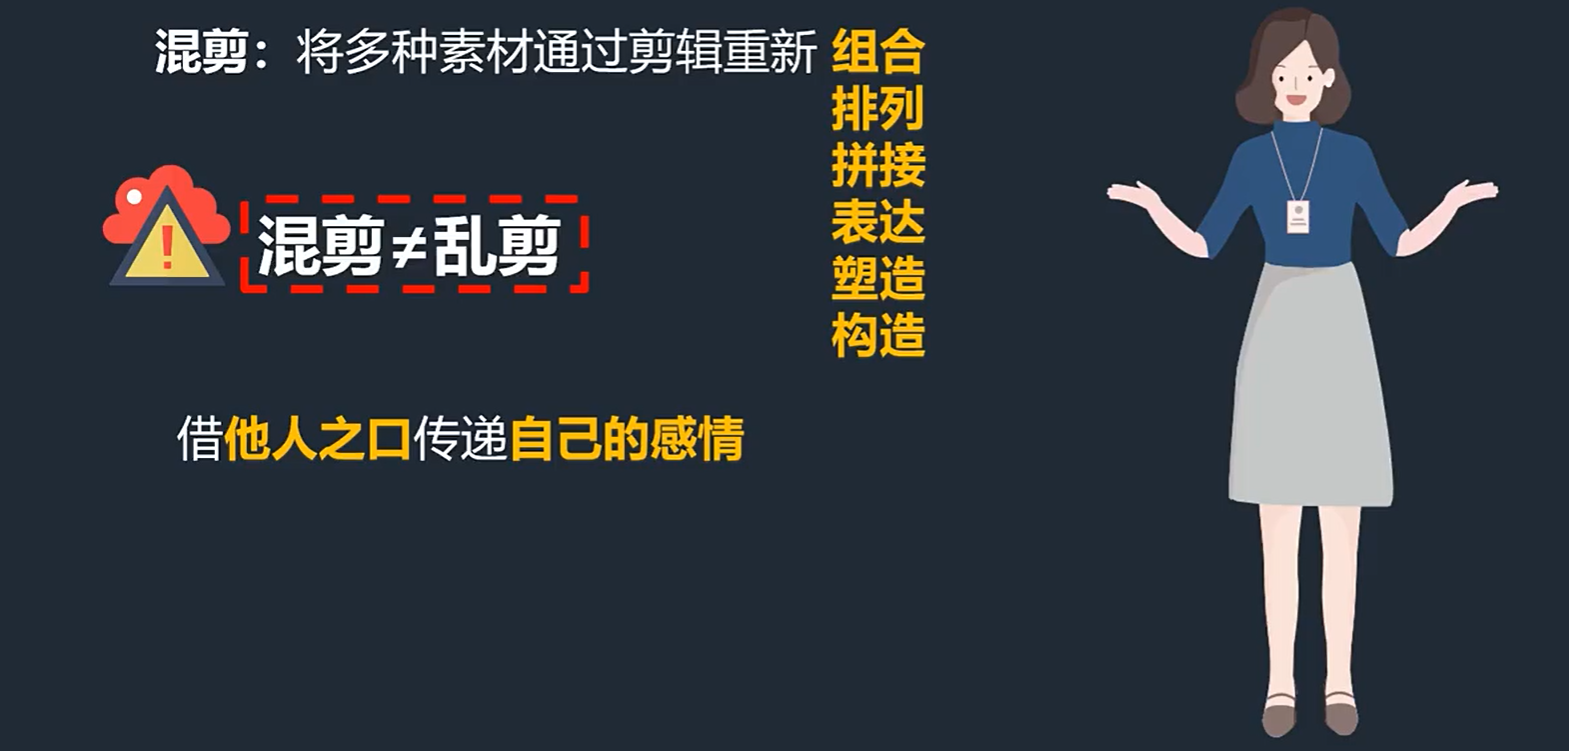 混剪：将多种素材通过剪辑重新 组合
排列
拼接
表达
塑造
构造
混剪≠乱剪
借他人之口传递自己的感情